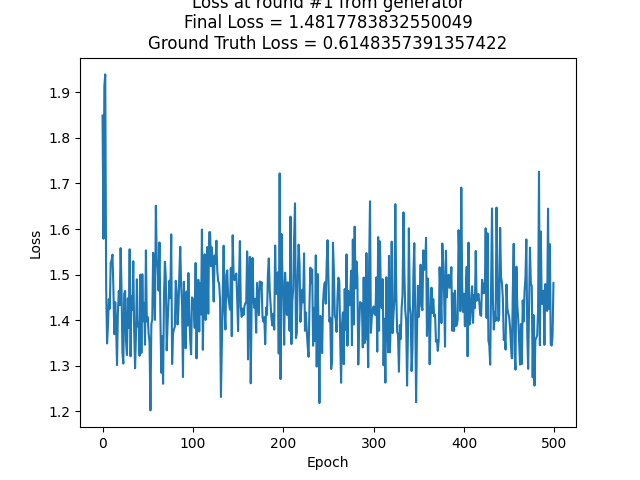 Loss at round #1 from generator
Final Loss = 1.4817783832550049
Ground Truth Loss = 0.6148357391357422
1.9
1.8
1.7
1.6
1.5
1.4
1.3
1.2
Loss
0 100 200 300 400 500
Epoch